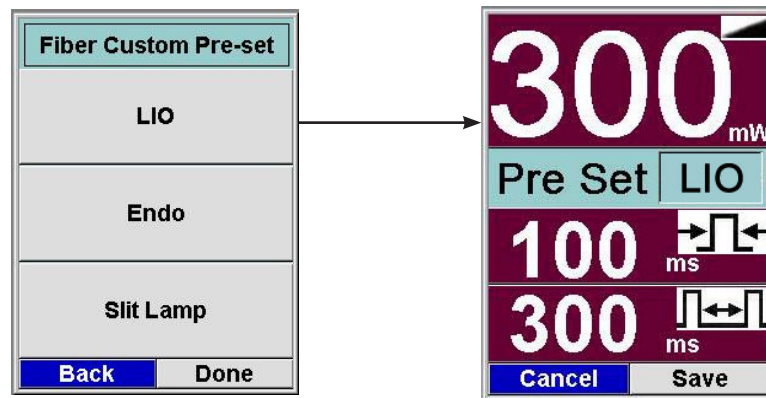 Fiber Custom Pre-set
LIO
Endo
Slit Lamp
Back Done
300 mW
Pre Set LIO
100 ms
300 ms
Cancel Save